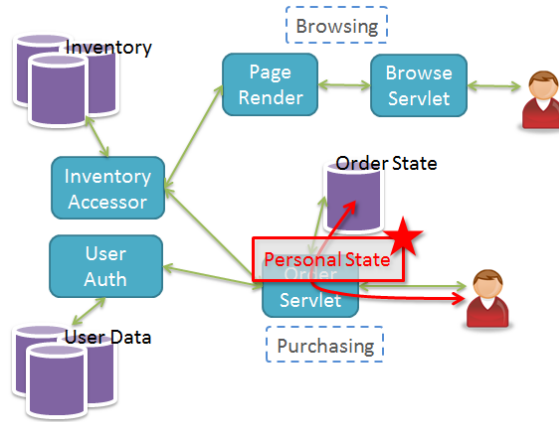 Browsing
Inventory
Page
Render
Browse
Servlet
Order State
Inventory
Accessor
Personal State
User
Auth
Order
Servlet
User Data
Purchasing